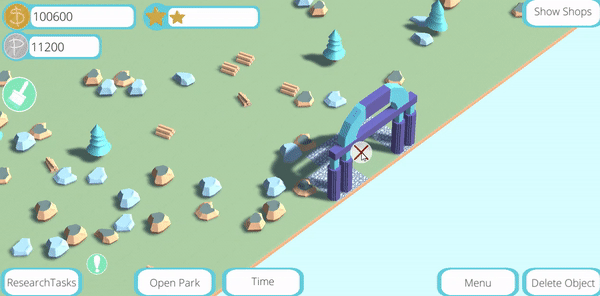 100600
Show Shops
11200
ResearchTasks
Open Park
Time
Menu
Delete Object